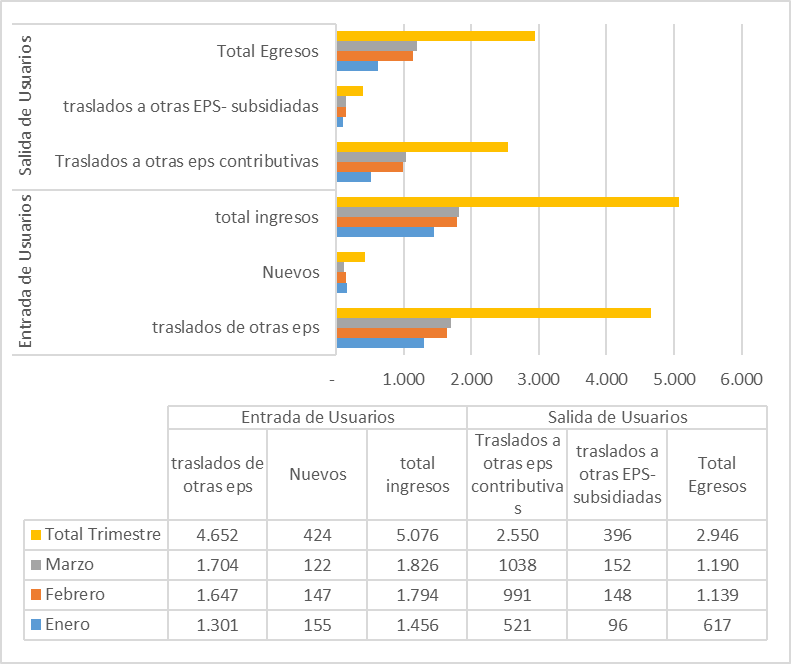 Salida de Usuarios
Total Egresos
traslados a otras EPS- subsidiadas
Traslados a otras eps contributivas
Entrada de Usuarios
total ingresos
Nuevos
traslados de otras eps
- 1.000 2.000 3.000 4.000 5.000 6.000
Entrada de Usuarios Salida de Usuarios
traslados de
otras eps
Nuevos
total
ingresos
Traslados a
otras eps
contributiva
s
traslados a
otras EPS-
subsidiadas
Total
Egresos
Total Trimestre 4.652 424 5.076 2.550 396 2.946
Marzo 1.704 122 1.826 1038 152 1.190
Febrero 1.647 147 1.794 991 148 1.139
Enero 1.301 155 1.456 521 96 617